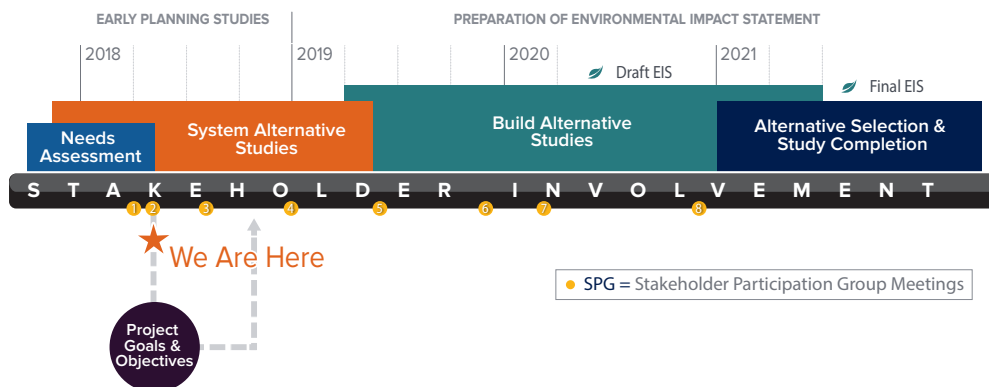 EARLY PLANNING STUDIES
PREPARATION OF ENVIRONMENTAL IMPACT STATEMENT
2018
2019
2020
2021
Draft EIS
Final EIS
Needs
Assessment
System Alternative
Studies
Build Alternative
Studies
Alternative Selection &
Study Completion
STAKEHOLDER INVOLVEMENT
1 2 3 4 5 6 7 8
We Are Here
SPG = Stakeholder Participation Group Meetings
Project
Goals &
Objectives